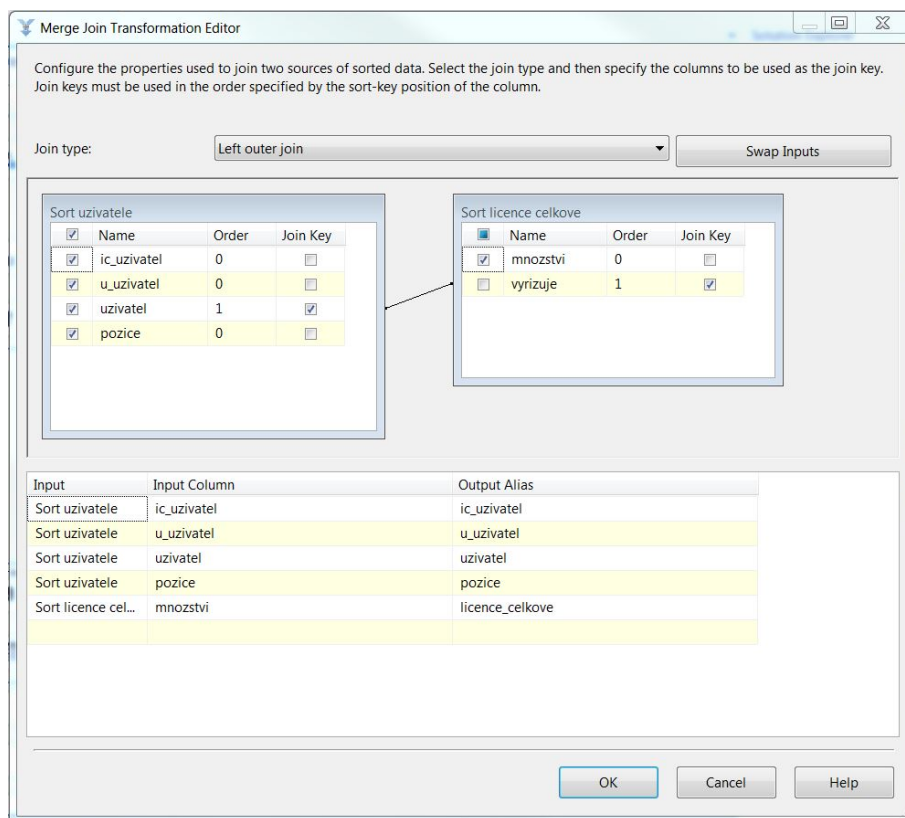 Merge Join Transformation Editor
Configure the properties used to join two sources of sorted data. Select the join type and then specify the columns to be used as the join key.
Join keys must be used in the order specified by the sort-key position of the column.
Join type: Left outer join Swap Inputs
Sort uzivatele
Name Order Join Key
ic_uzivatel 0
u_uzivatel 0
uzivatel 1
pozice 0
Sort licence celkove
Name Order Join Key
mnozstvi 0
vyrizuje 1
Input Input Column Output Alias
Sort uzivatele ic_uzivatel ic_uzivatel
Sort uzivatele u_uzivatel u_uzivatel
Sort uzivatele uzivatel uzivatel
Sort uzivatele pozice pozice
Sort licence cel... mnozstvi licence_celkove
OK Cancel Help